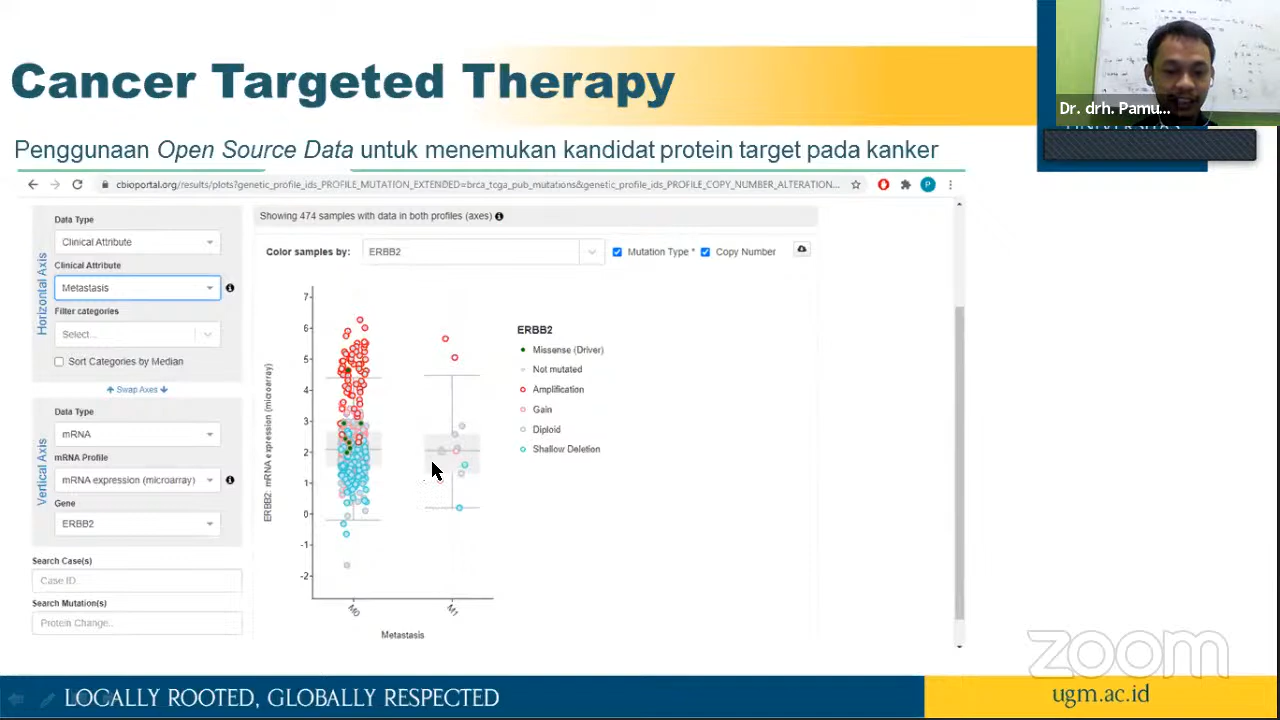 Cancer Targeted Therapy
Dr. drh. Pamu...
Penggunaan Open Source Data untuk menemukan kandidat protein target pada kanker
cbioportal.org/results/plots?genetic_profile_ids_PROFILE_MUTATION_EXTENDED=brca_tcga_pub_mutations&genetic_profile_ids_PROFILE_COPY_NUMBER_ALTERATION...
P
Horizontal Axis
Data Type
Clinical Attribute
Clinical Attribute
Metastasis
Filter categories
Select...
Sort Categories by Median
Swap Axes
Vertical Axis
Data Type
mRNA
mRNA Profile
mRNA expression (microarray)
Gene
ERBB2
Search Case(s)
Case ID..
Search Mutation(s)
Protein Change..
Showing 474 samples with data in both profiles (axes)
Color samples by:
ERBB2
Mutation Type *
Copy Number
ERBB2: mRNA expression (microarray)
7
6
5
4
3
2
1
0
-1
-2
M0
M1
Metastasis
ERBB2
Missense (Driver)
Not mutated
Amplification
Gain
Diploid
Shallow Deletion
zoom
LOCALLY ROOTED, GLOBALLY RESPECTED
ugm.ac.id